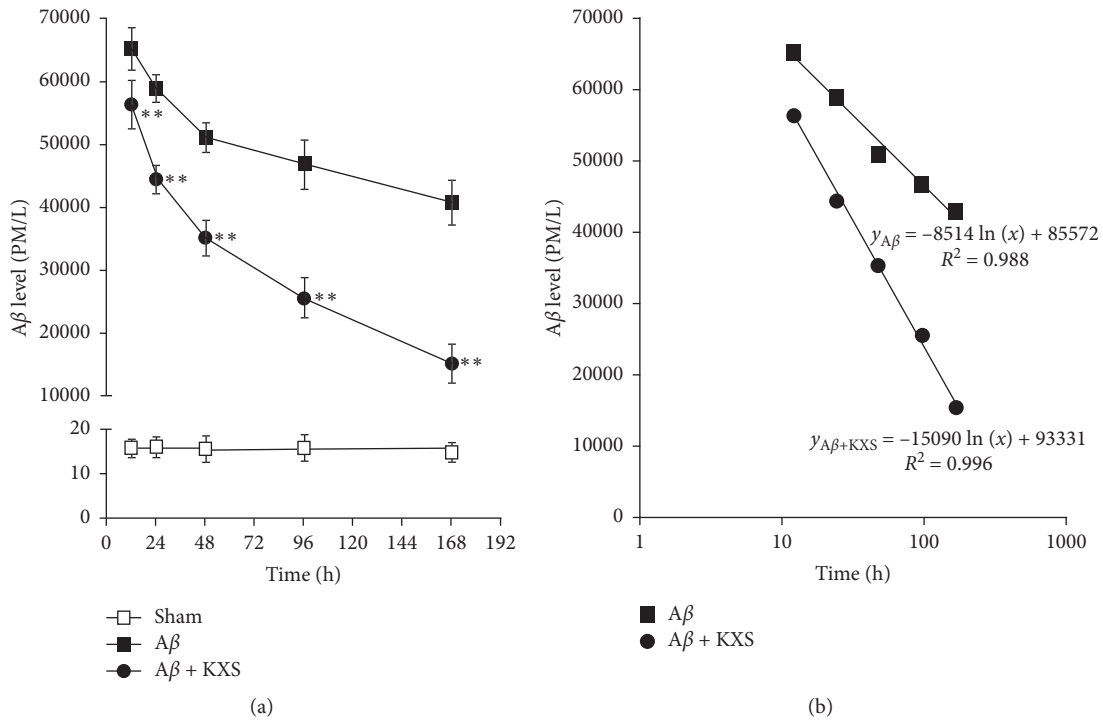 70000
60000
50000
40000
30000
20000
10000
20
10
0
Aβ level (PM/L)
**
**
**
**
**
0 24 48 72 96 120 144 168 192
Time (h)
Sham
Aβ
Aβ + KXS
(a)
70000
60000
50000
40000
30000
20000
10000
0
Aβ level (PM/L)
yAβ = –8514 ln (x) + 85572
R² = 0.988
yAβ+KXS = –15090 ln (x) + 93331
R² = 0.996
1 10 100 1000
Time (h)
Aβ
Aβ + KXS
(b)